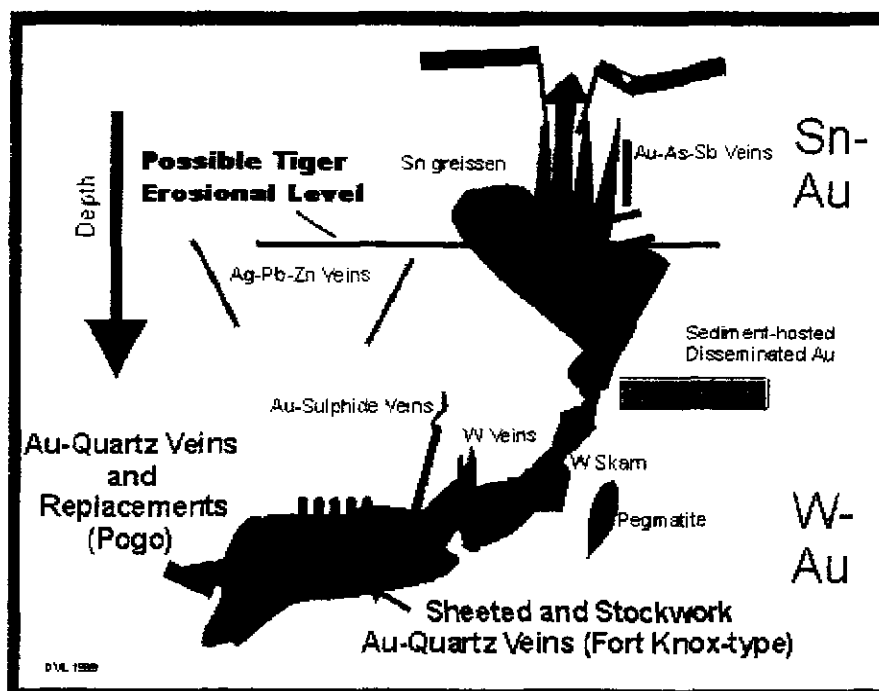 Sn-
Au
Au-As-Sb Veins
Sn greissen
Possible Tiger
Erosional Level
Depth
Ag-Pb-Zn Veins
Sediment-hosted
Disseminated Au
Au-Sulphide Veins
W Veins
Au-Quartz Veins
and
Replacements
(Pogo)
W Skarn
Pegmatite
W-
Au
Sheeted and Stockwork
Au-Quartz Veins (Fort Knox-type)